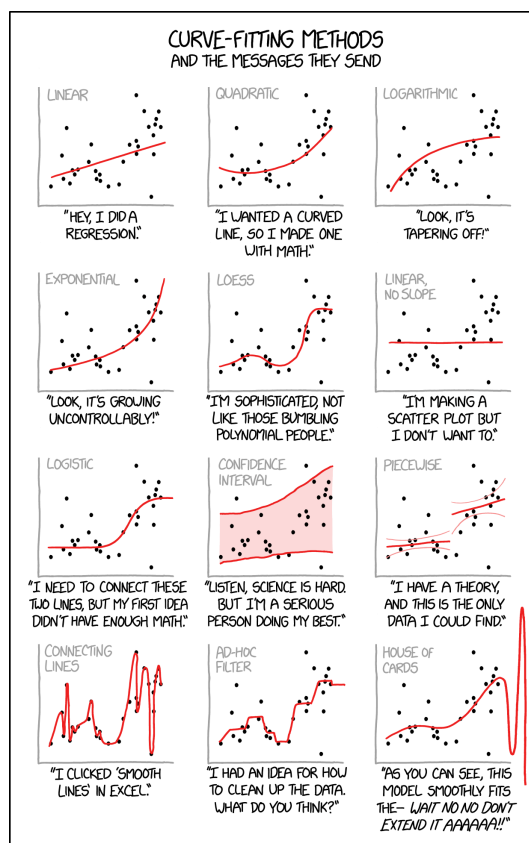 CURVE-FITTING METHODS
AND THE MESSAGES THEY SEND
LINEAR
"HEY, I DID A
REGRESSION."
QUADRATIC
"I WANTED A CURVED
LINE, SO I MADE ONE
WITH MATH."
LOGARITHMIC
"LOOK, IT'S
TAPERING OFF!"
EXPONENTIAL
"LOOK, IT'S GROWING
UNCONTROLLABLY!"
LOESS
"I'M SOPHISTICATED, NOT
LIKE THOSE BUMBLING
POLYNOMIAL PEOPLE."
LINEAR,
NO SLOPE
"I'M MAKING A
SCATTER PLOT BUT
I DON'T WANT TO."
LOGISTIC
"I NEED TO CONNECT THESE
TWO LINES, BUT MY FIRST IDEA
DIDN'T HAVE ENOUGH MATH."
CONFIDENCE
INTERVAL
"LISTEN, SCIENCE IS HARD.
BUT I'M A SERIOUS
PERSON DOING MY BEST."
PIECEWISE
"I HAVE A THEORY,
AND THIS IS THE ONLY
DATA I COULD FIND."
CONNECTING
LINES
"I CLICKED 'SMOOTH
LINES' IN EXCEL."
AD-HOC
FILTER
"I HAD AN IDEA FOR HOW
TO CLEAN UP THE DATA.
WHAT DO YOU THINK?"
HOUSE OF
CARDS
"AS YOU CAN SEE, THIS
MODEL SMOOTHLY FITS
THE- WAIT NO NO DON'T
EXTEND IT AAAAAA!!"